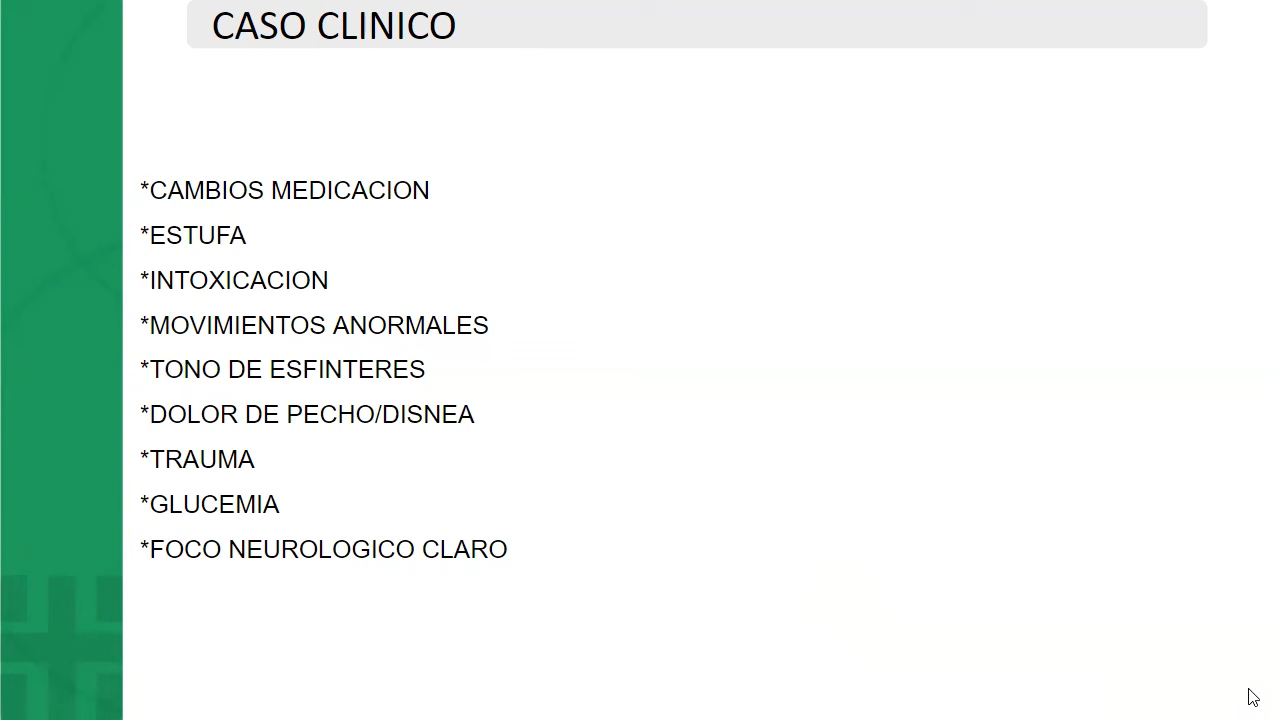 CASO CLINICO
*CAMBIOS MEDICACION
*ESTUFA
*INTOXICACION
*MOVIMIENTOS ANORMALES
*TONO DE ESFINTERES
*DOLOR DE PECHO/DISNEA
*TRAUMA
*GLUCEMIA
*FOCO NEUROLOGICO CLARO